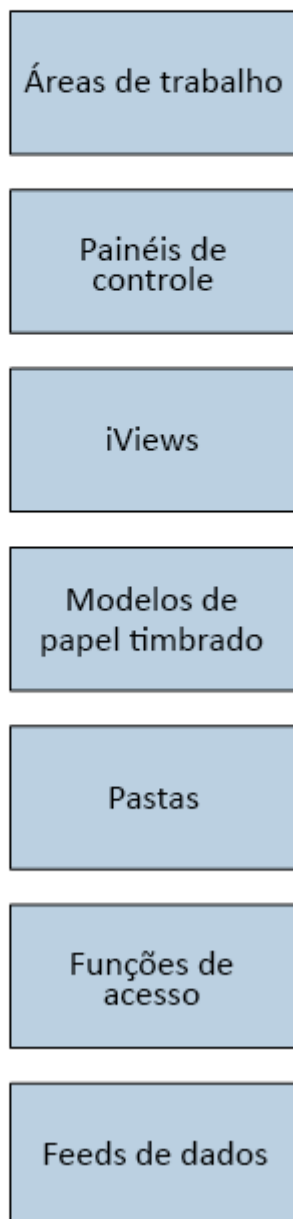 Áreas de trabalho
Painéis de
controle
iViews
Modelos de
papel timbrado
Pastas
Funções de
acesso
Feeds de dados